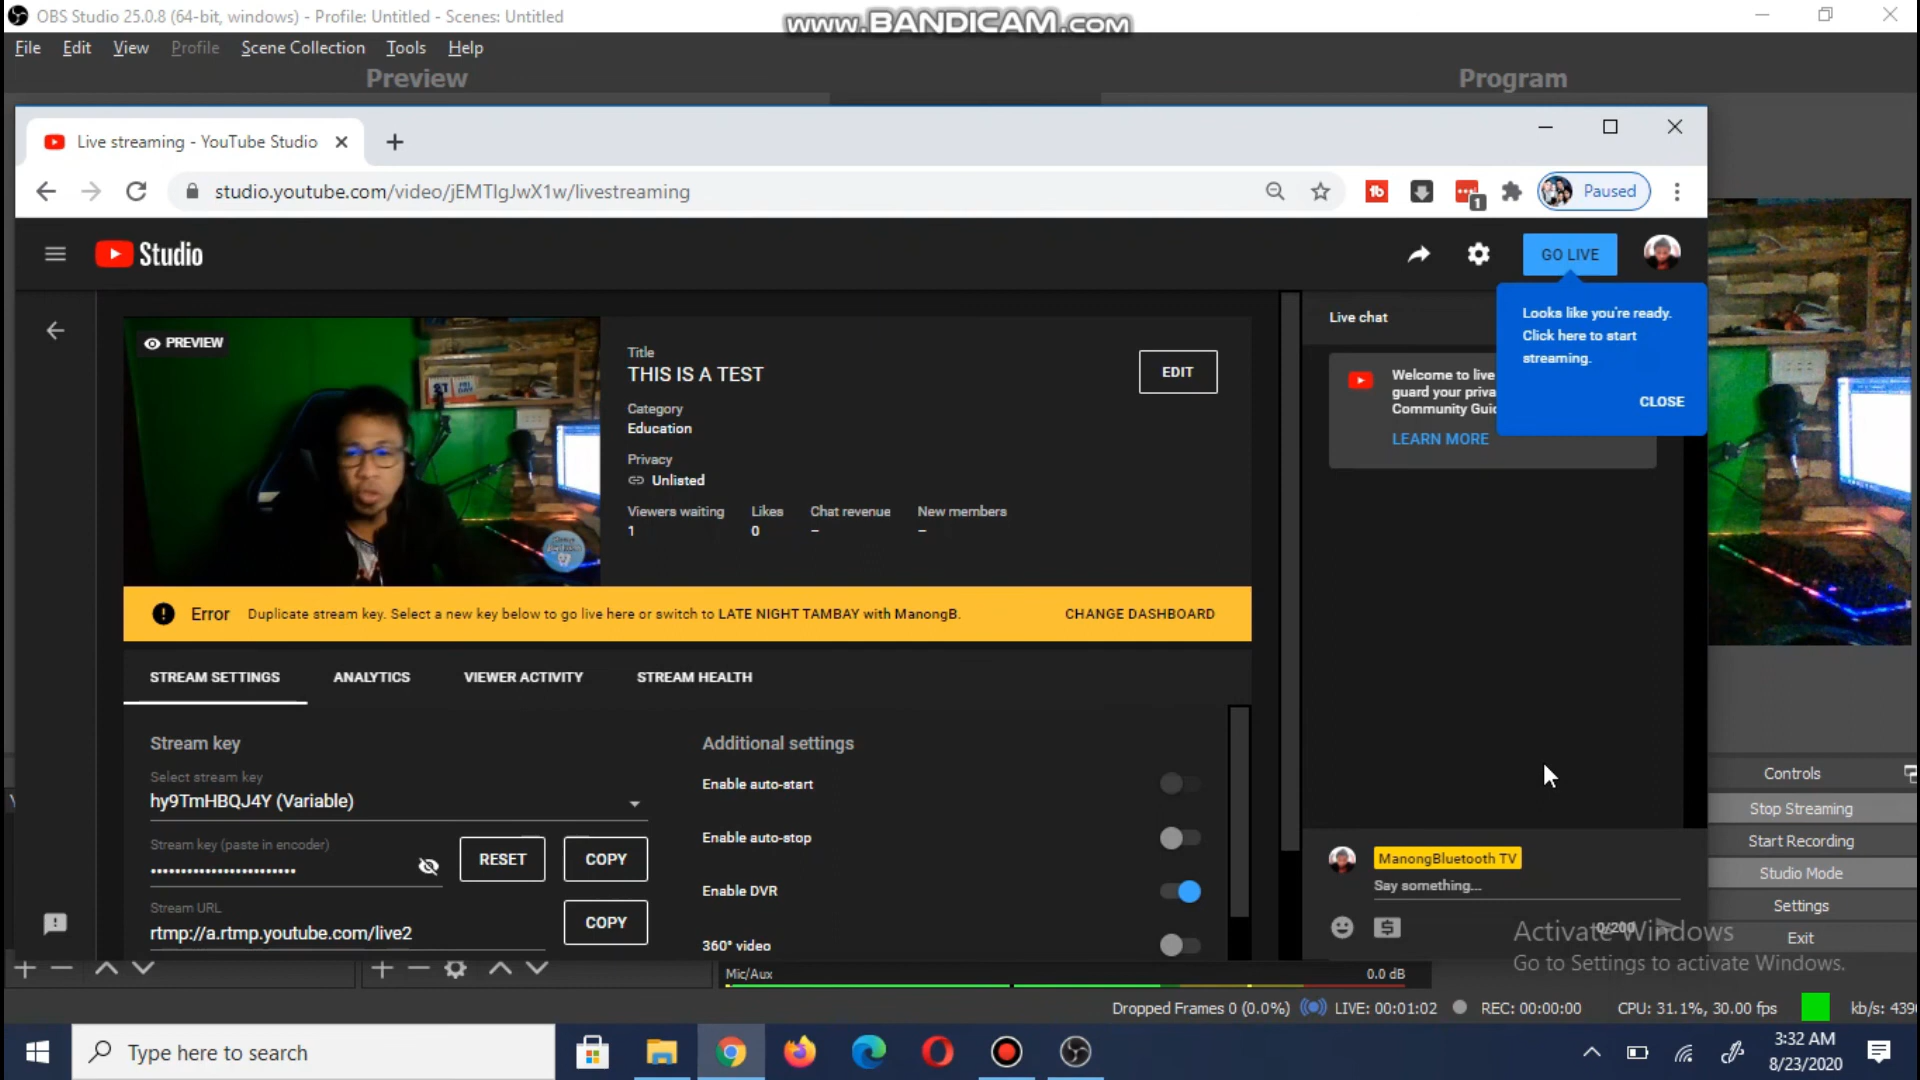 OBS Studio 25.0.8 (64-bit, windows) - Profile: Untitled - Scenes: Untitled
www.BANDICAM.com
File Edit View Profile Scene Collection Tools Help
Preview Program
Live streaming - YouTube Studio
studio.youtube.com/video/jEMTIgJwX1w/livestreaming
1
Paused
Studio
GO LIVE
Looks like you're ready.
Click here to start
streaming.
CLOSE
PREVIEW
Title
THIS IS A TEST
EDIT
Category
Education
Privacy
Unlisted
Viewers waiting Likes Chat revenue New members
1 0 – –
Live chat
Welcome to live
guard your priva
Community Guid
LEARN MORE
Error Duplicate stream key. Select a new key below to go live here or switch to LATE NIGHT TAMBAY with ManongB. CHANGE DASHBOARD
STREAM SETTINGS ANALYTICS VIEWER ACTIVITY STREAM HEALTH
Stream key
Select stream key
hy9TmHBQJ4Y (Variable)
Stream key (paste in encoder)
••••••••••••••••••••••••
RESET COPY
Stream URL
rtmp://a.rtmp.youtube.com/live2
COPY
Additional settings
Enable auto-start
Enable auto-stop
Enable DVR
360° video
ManongBluetooth TV
Say something...
0/200
Controls
Stop Streaming
Start Recording
Studio Mode
Settings
Exit
Activate Windows
Go to Settings to activate Windows.
Mic/Aux 0.0 dB
Dropped Frames 0 (0.0%) LIVE: 00:01:02 REC: 00:00:00 CPU: 31.1%, 30.00 fps kb/s: 439
Type here to search
3:32 AM
8/23/2020